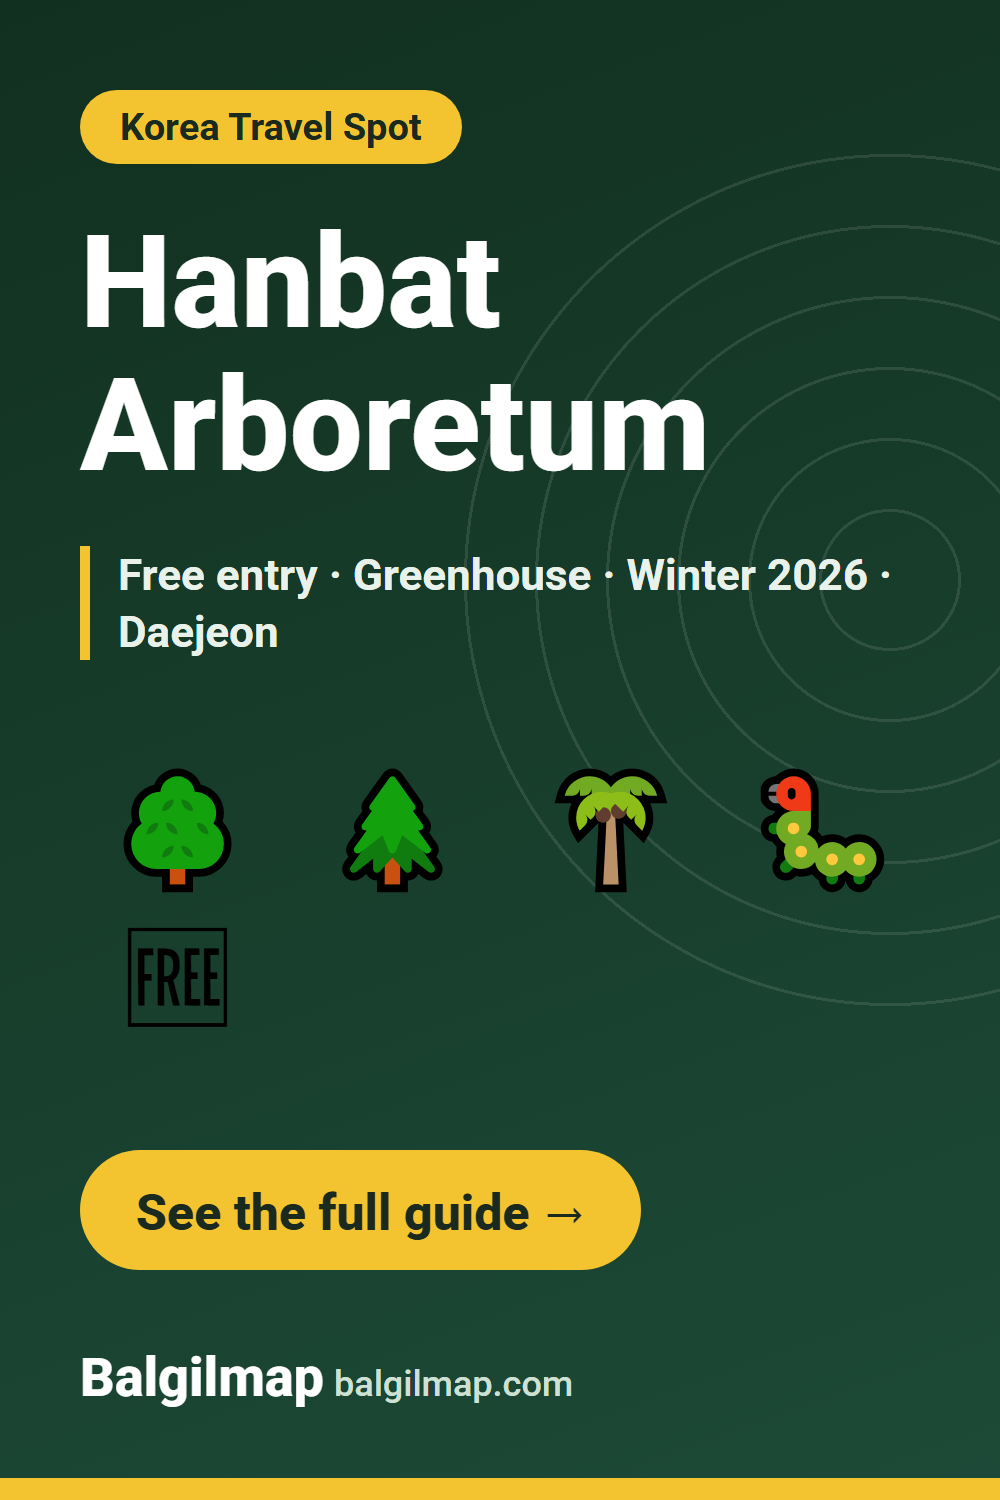 Korea Travel Spot
Hanbat
Arboretum
Free entry · Greenhouse · Winter 2026 ·
Daejeon
FREE
See the full guide →
Balgilmap balgilmap.com